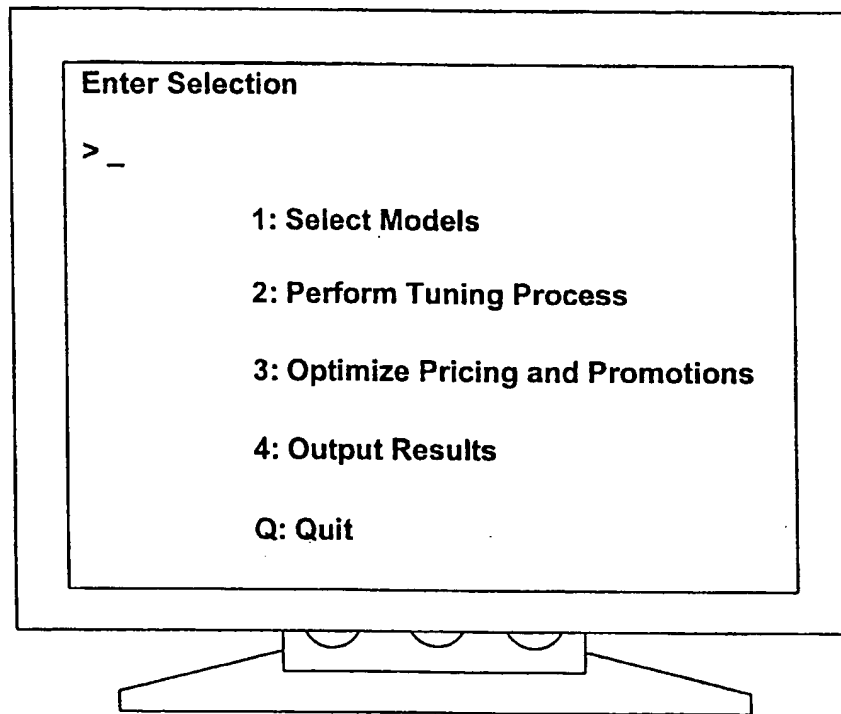 Enter Selection
> _
1: Select Models
2: Perform Tuning Process
3: Optimize Pricing and Promotions
4: Output Results
Q: Quit